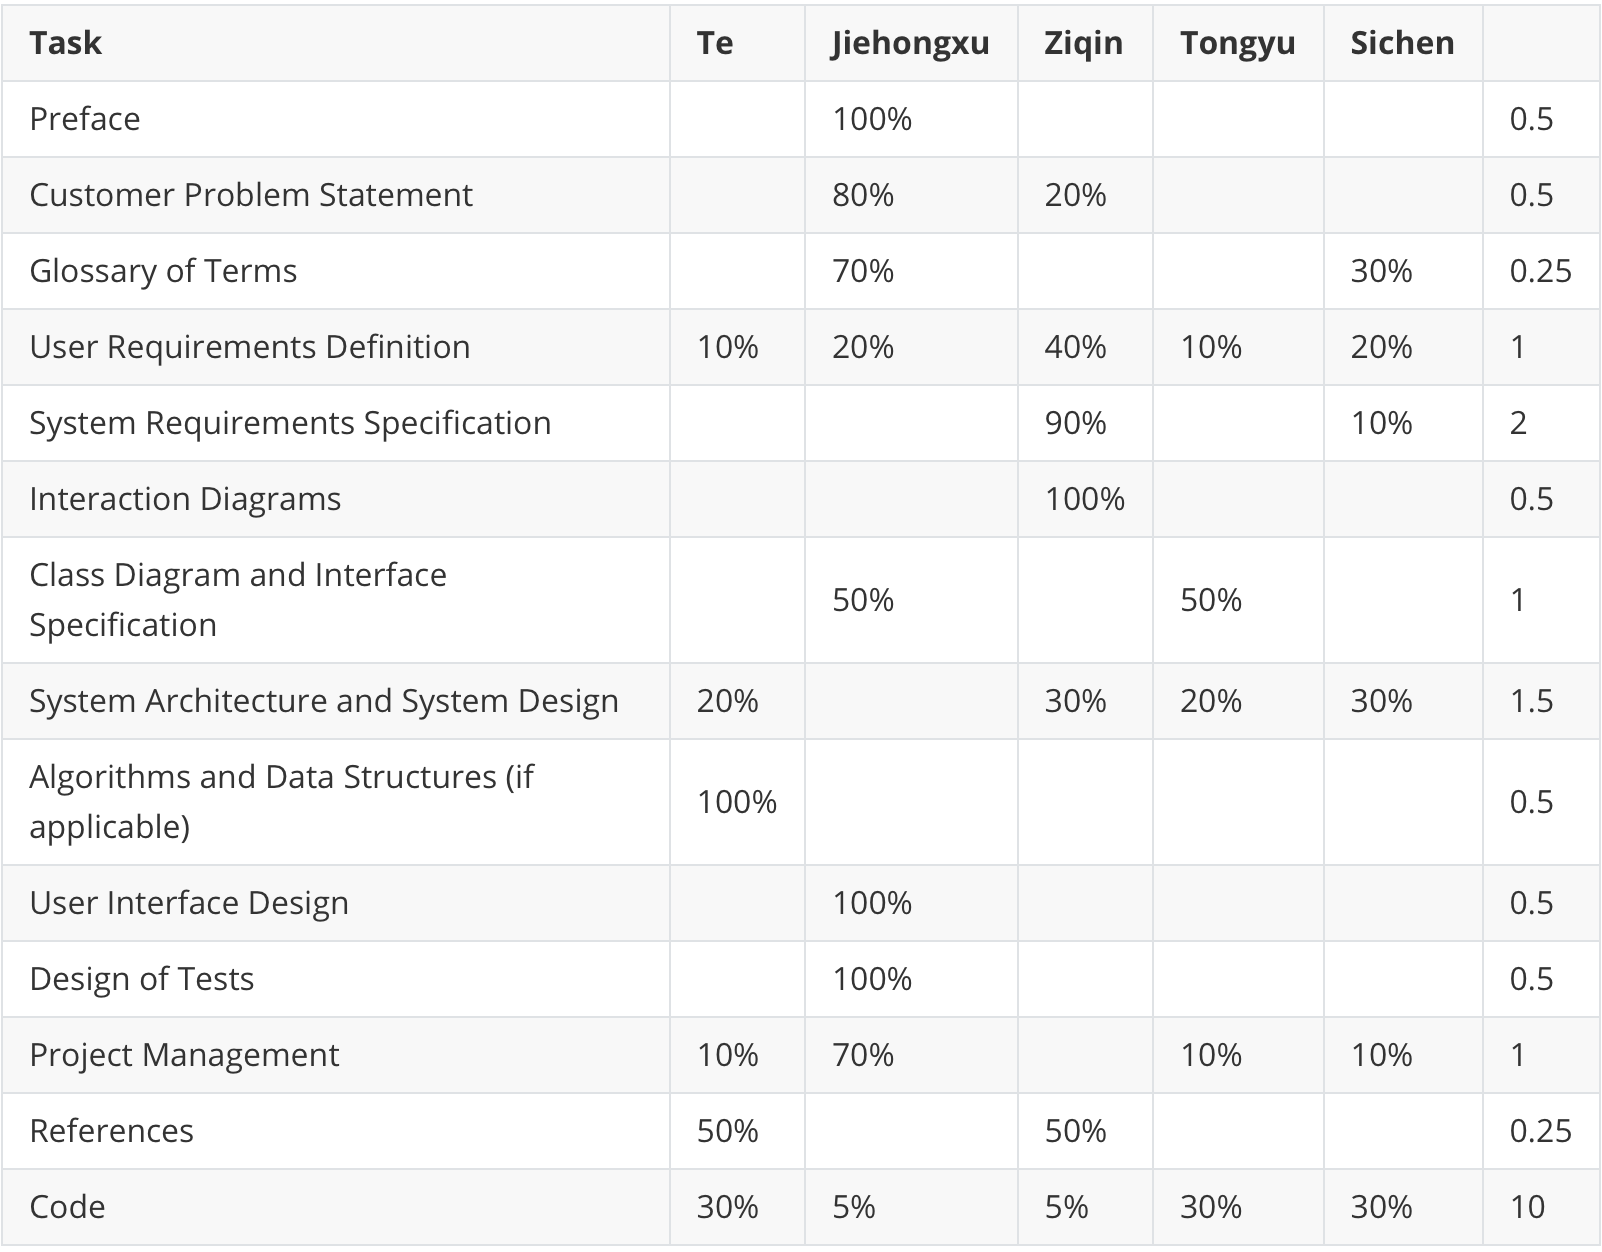 Task Te Jiehongxu Ziqin Tongyu Sichen
Preface 100% 0.5
Customer Problem Statement 80% 20% 0.5
Glossary of Terms 70% 30% 0.25
User Requirements Definition 10% 20% 40% 10% 20% 1
System Requirements Specification 90% 10% 2
Interaction Diagrams 100% 0.5
Class Diagram and Interface
Specification 50% 50% 1
System Architecture and System Design 20% 30% 20% 30% 1.5
Algorithms and Data Structures (if
applicable) 100% 0.5
User Interface Design 100% 0.5
Design of Tests 100% 0.5
Project Management 10% 70% 10% 10% 1
References 50% 50% 0.25
Code 30% 5% 5% 30% 30% 10